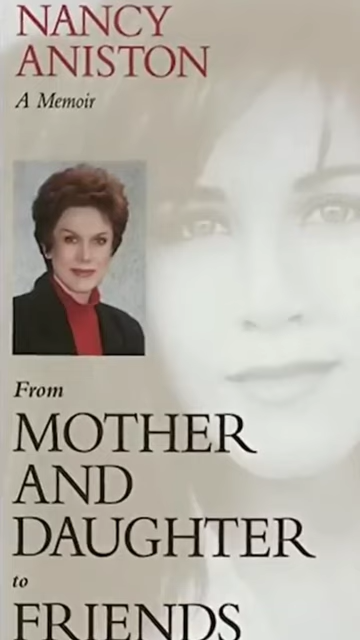 NANCY
ANISTON
A Memoir
From
MOTHER
AND
DAUGHTER
to
FRIENDS